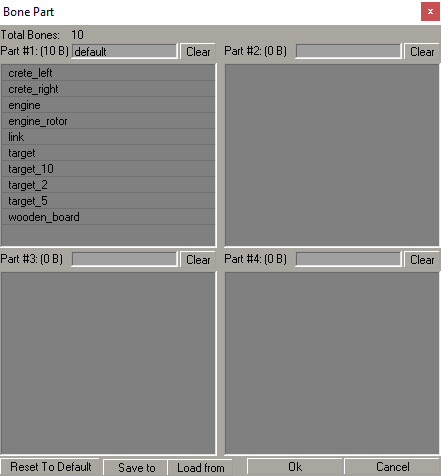 Bone Part
x
Total Bones: 10
Part #1: (10 B) default Clear Part #2: (0 B) Clear
crete_left
crete_right
engine
engine_rotor
link
target
target_10
target_2
target_5
wooden_board
Part #3: (0 B) Clear Part #4: (0 B) Clear
Reset To Default Save to Load from Ok Cancel